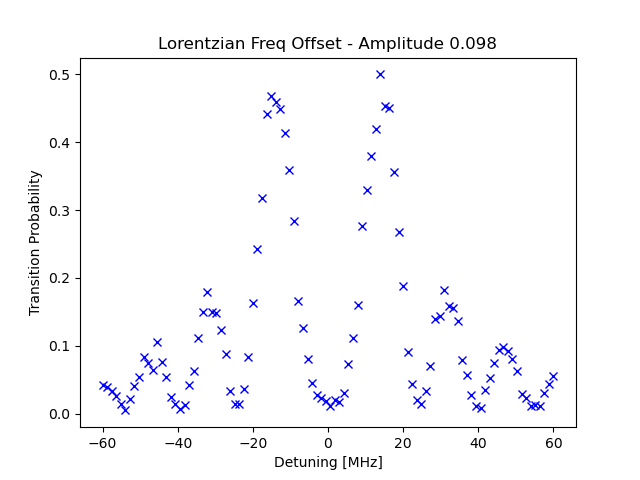 Lorentzian Freq Offset - Amplitude 0.098
0.5
0.4
0.3
0.2
0.1
0.0
Transition Probability
−60 −40 −20 0 20 40 60
Detuning [MHz]